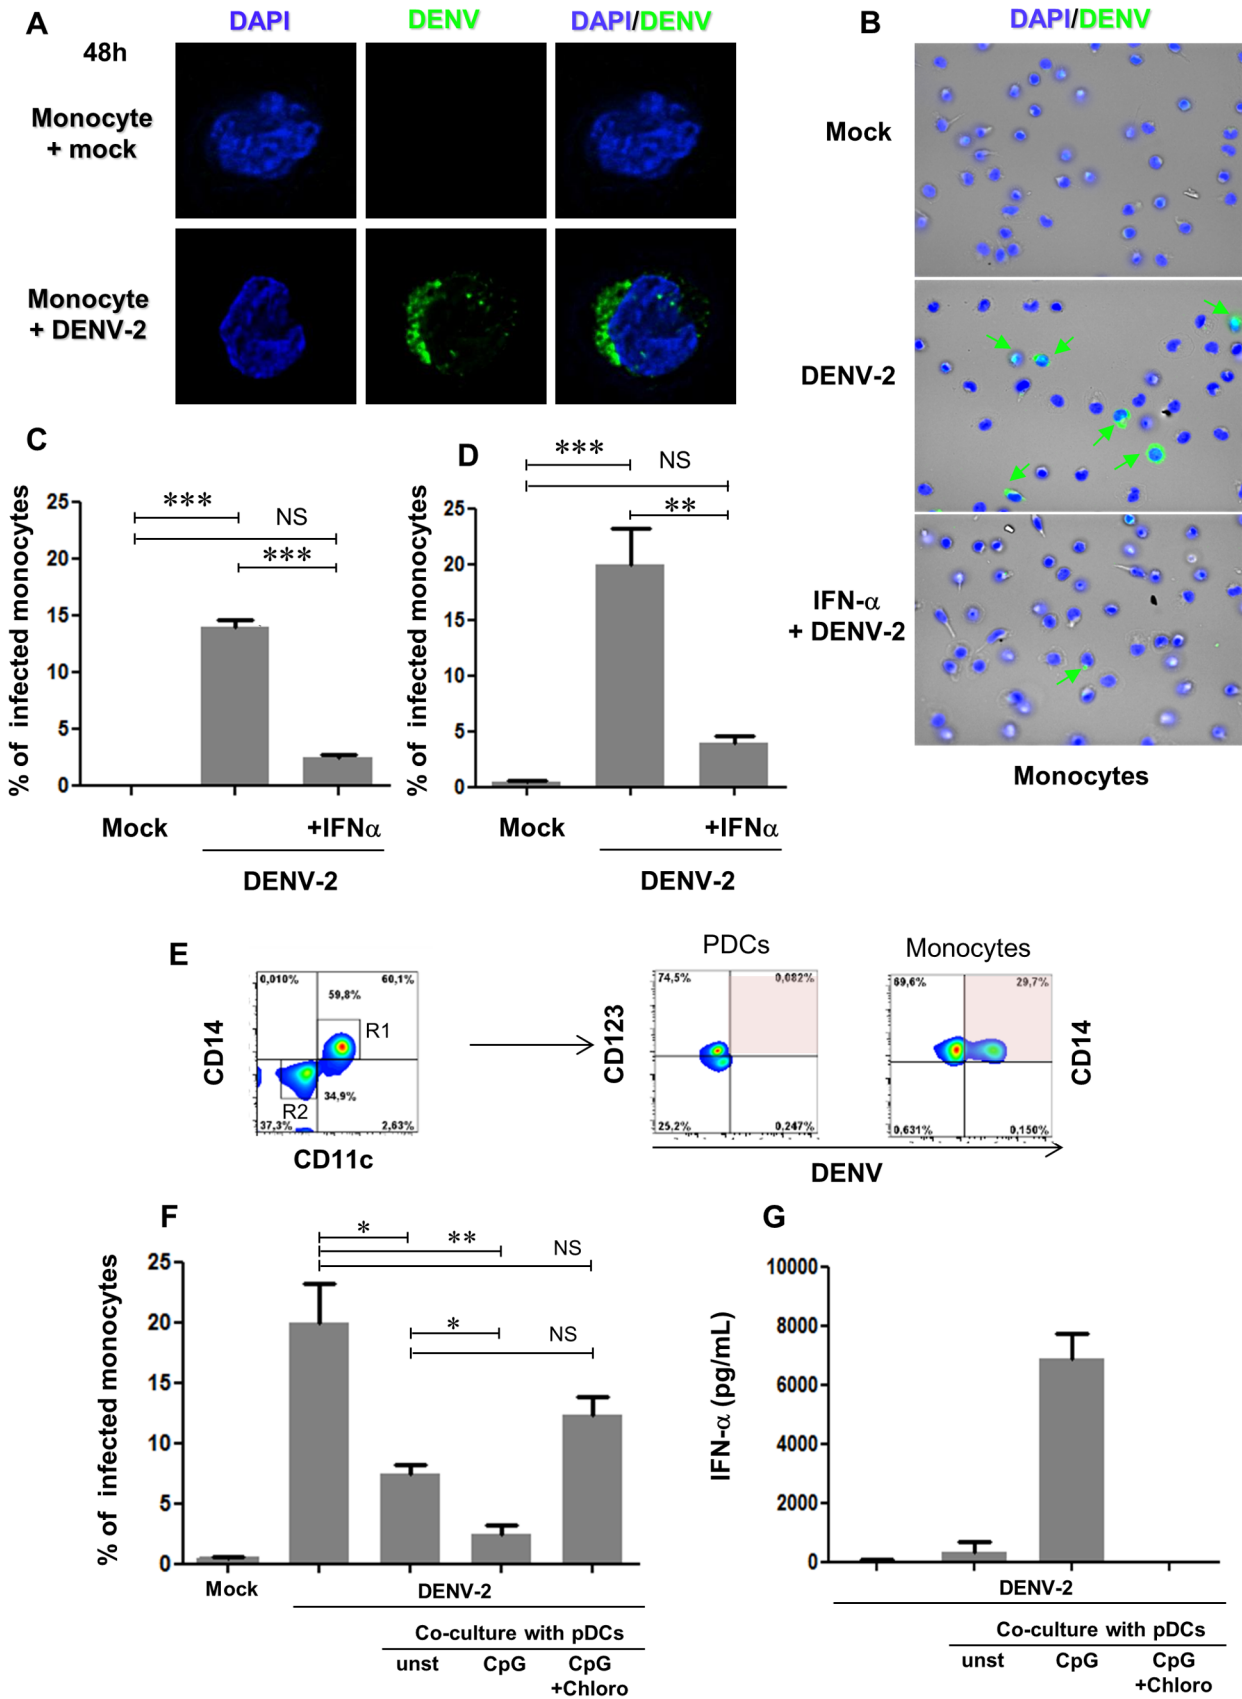 A
DAPI
DENV
DAPI/DENV
48h
Monocyte
+ mock
Monocyte
+ DENV-2
B
DAPI/DENV
Mock
DENV-2
IFN-α
+ DENV-2
Monocytes
C
% of infected monocytes
25
20
15
10
5
0
***
NS
***
Mock
+IFNα
DENV-2
D
% of infected monocytes
25
20
15
10
5
0
***
NS
**
Mock
+IFNα
DENV-2
E
CD14
0,010%
60,1%
59,8%
R1
R2
34,9%
37,3%
2,63%
CD11c
PDCs
CD123
74,5%
0,082%
25,2%
0,247%
Monocytes
69,6%
29,7%
0,631%
0,150%
CD14
DENV
F
% of infected monocytes
25
20
15
10
5
0
*
**
NS
*
NS
Mock
DENV-2
Co-culture with pDCs
unst
CpG
CpG
+Chloro
G
IFN-α (pg/mL)
10000
8000
6000
4000
2000
0
DENV-2
Co-culture with pDCs
unst
CpG
CpG
+Chloro